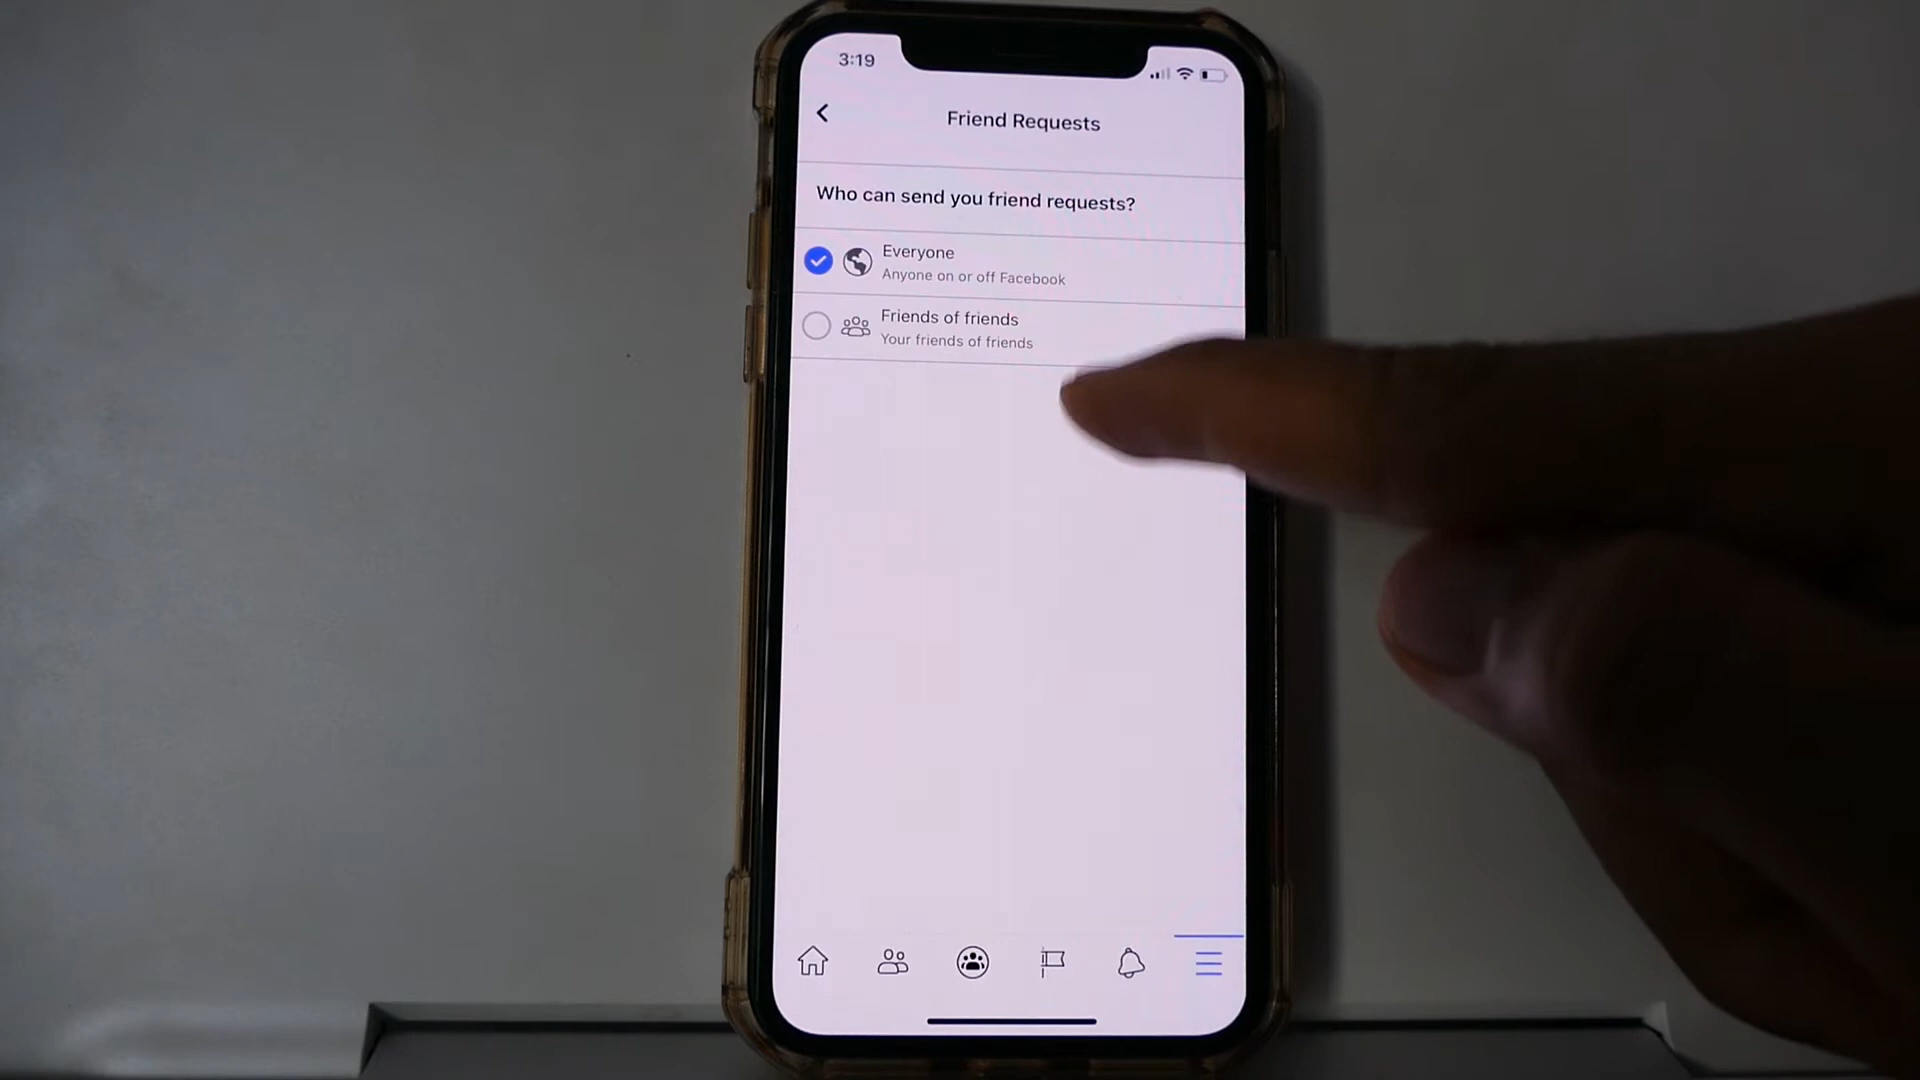 3:19
Friend Requests
Who can send you friend requests?
Everyone
Anyone on or off Facebook
Friends of friends
Your friends of friends